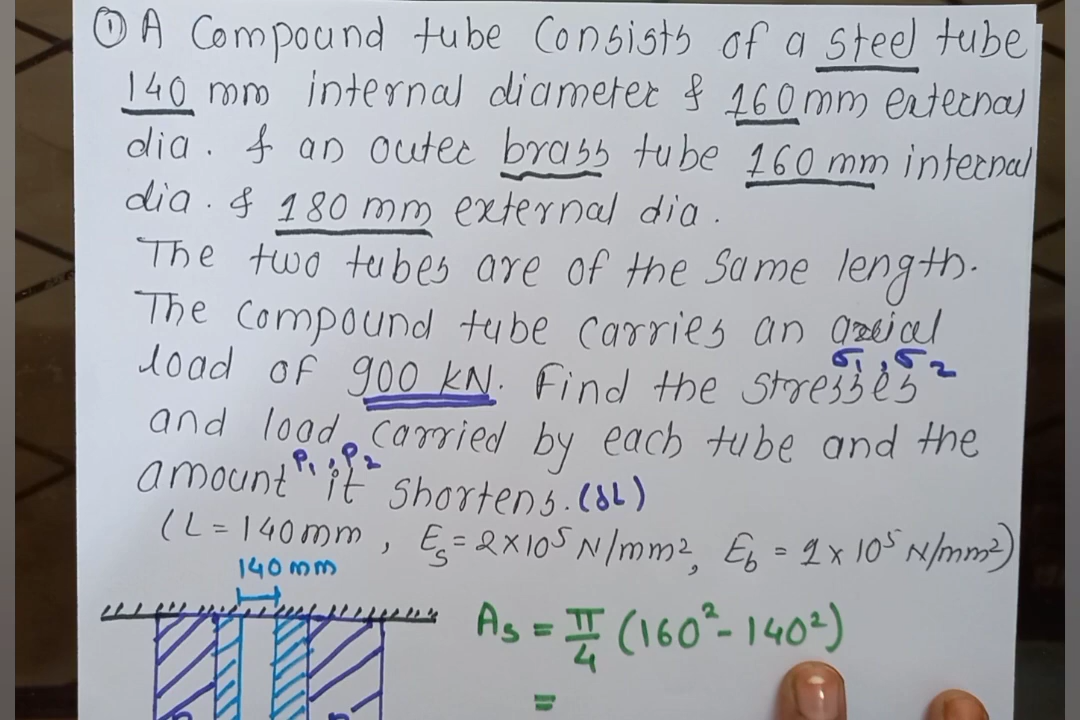 ① A Compound tube Consists of a steel tube
140 mm internal diameter & 160 mm external
dia. & an outer brass tube 160 mm internal
dia. & 180 mm external dia.
The two tubes are of the same length.
The compound tube carries an axial
load of 900 kN. Find the stresses
σ1, σ2
and load carried by each tube and the
P1, P2
amount it shortens. (δL)
(L = 140 mm, Es = 2 × 10⁵ N/mm², Eb = 1 × 10⁵ N/mm²)
140 mm
As = π/4 (160² - 140²)
=